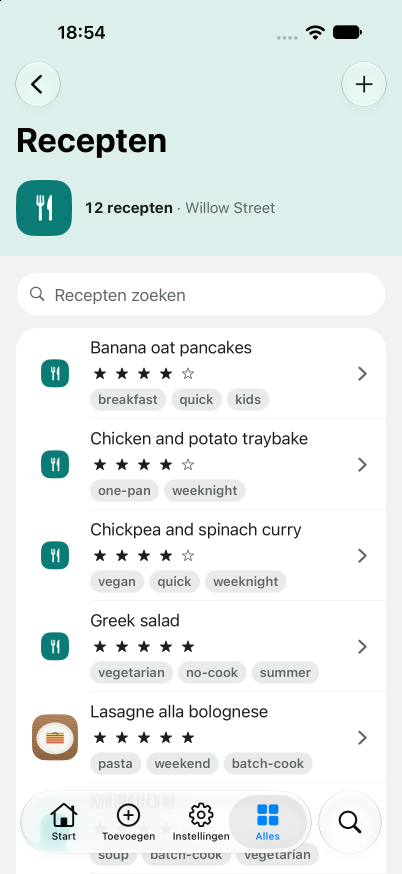 18:54
Recepten
12 recepten · Willow Street
Recepten zoeken
Banana oat pancakes
★ ★ ★ ★ ☆
breakfast quick kids
Chicken and potato traybake
★ ★ ★ ★ ☆
one-pan weeknight
Chickpea and spinach curry
★ ★ ★ ★ ☆
vegan quick weeknight
Greek salad
★ ★ ★ ★ ★
vegetarian no-cook summer
Lasagne alla bolognese
★ ★ ★ ★ ★
pasta weekend batch-cook
Start Toevoegen Instellingen Alles
soup batch-cook vegetarian